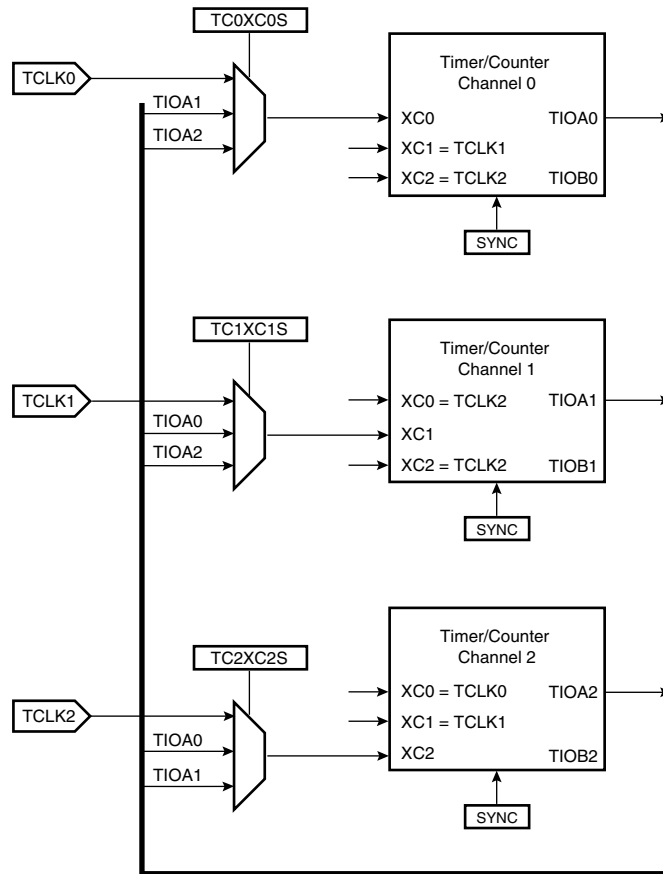 TC0XC0S
TCLK0
TIOA1
TIOA2
Timer/Counter
Channel 0
XC0
TIOA0
XC1 = TCLK1
XC2 = TCLK2
TIOB0
SYNC
TC1XC1S
TCLK1
TIOA0
TIOA2
Timer/Counter
Channel 1
XC0 = TCLK2
TIOA1
XC1
XC2 = TCLK2
TIOB1
SYNC
TC2XC2S
TCLK2
TIOA0
TIOA1
Timer/Counter
Channel 2
XC0 = TCLK0
TIOA2
XC1 = TCLK1
XC2
TIOB2
SYNC